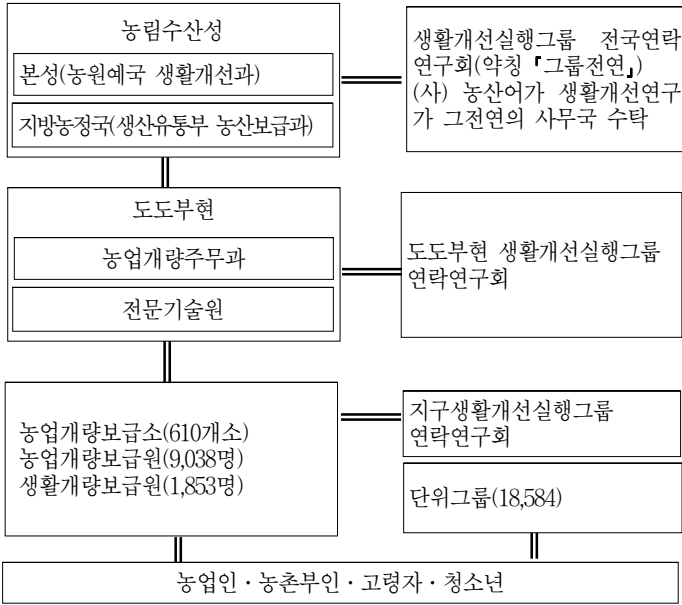 농림수산성
본성(농원예국 생활개선과)
지방농정국(생산유통부 농산보급과)
생활개선실행그룹 전국연락
연구회(약칹『그룹전연』)
(사) 농산어가 생활개선연구
가 그전연의 사무국 수탁
도도부현
농업개량주무과
전문기술원
도도부현 생활개선실행그룹
연락연구회
농업개량보급소(610개소)
농업개량보급원(9,038명)
생활개량보급원(1,853명)
지구생활개선실행그룹
연락연구회
단위그룹(18,584)
농업인·농촌부인·고령자·청소년